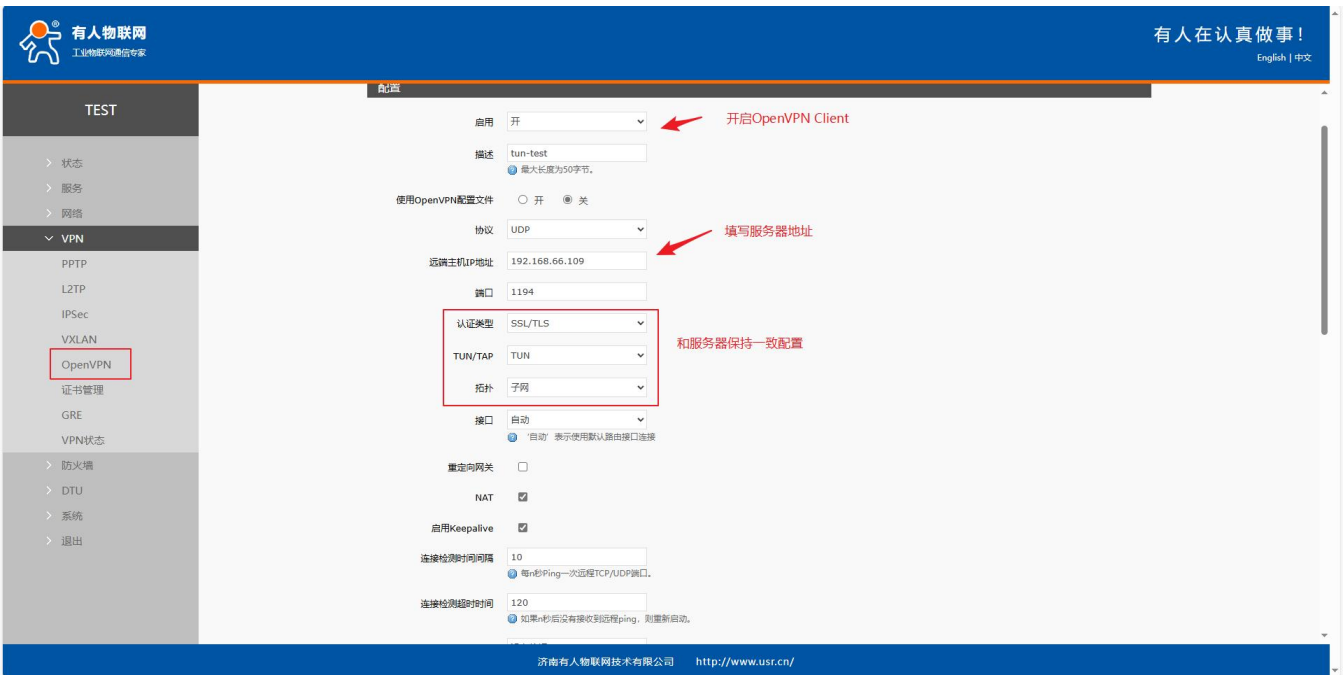 有人物联网
工业物联网通信专家
有人在认真做事！
English | 中文
TEST
状态
服务
网络
VPN
PPTP
L2TP
IPSec
VXLAN
OpenVPN
证书管理
GRE
VPN状态
防火墙
DTU
系统
退出
配置
启用 开
开启OpenVPN Client
描述 tun-test
最大长度为50字节。
使用OpenVPN配置文件 开 关
协议 UDP
填写服务器地址
远端主机IP地址 192.168.66.109
端口 1194
认证类型 SSL/TLS
和服务器保持一致配置
TUN/TAP TUN
拓扑 子网
接口 自动
'自动' 表示使用默认路由接口连接
重定向网关
NAT
启用Keepalive
连接检测时间间隔 10
每n秒Ping一次远程TCP/UDP端口。
连接检测超时时间 120
如果n秒后没有接收到远程ping，则重新启动。
济南有人物联网技术有限公司 http://www.usr.cn/